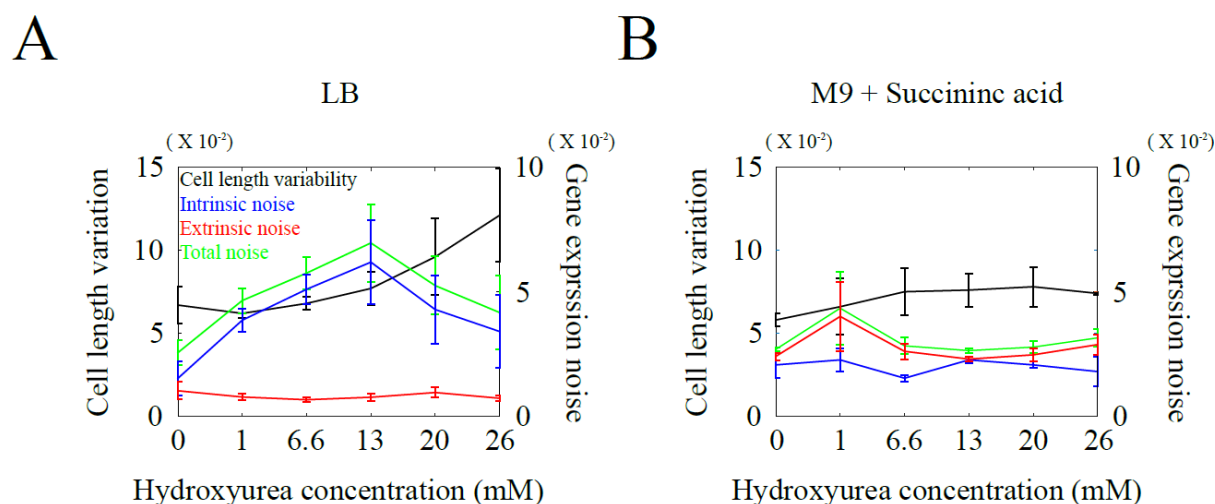 A
LB
( X 10-2)
( X 10-2)
15
10
5
0
Cell length variation
Cell length variability
Intrinsic noise
Extrinsic noise
Total noise
10
5
0
Gene exprssion noise
0 1 6.6 13 20 26
Hydroxyurea concentration (mM)
B
M9 + Succininc acid
( X 10-2)
( X 10-2)
15
10
5
0
Cell length variation
10
5
0
Gene exprssion noise
0 1 6.6 13 20 26
Hydroxyurea concentration (mM)